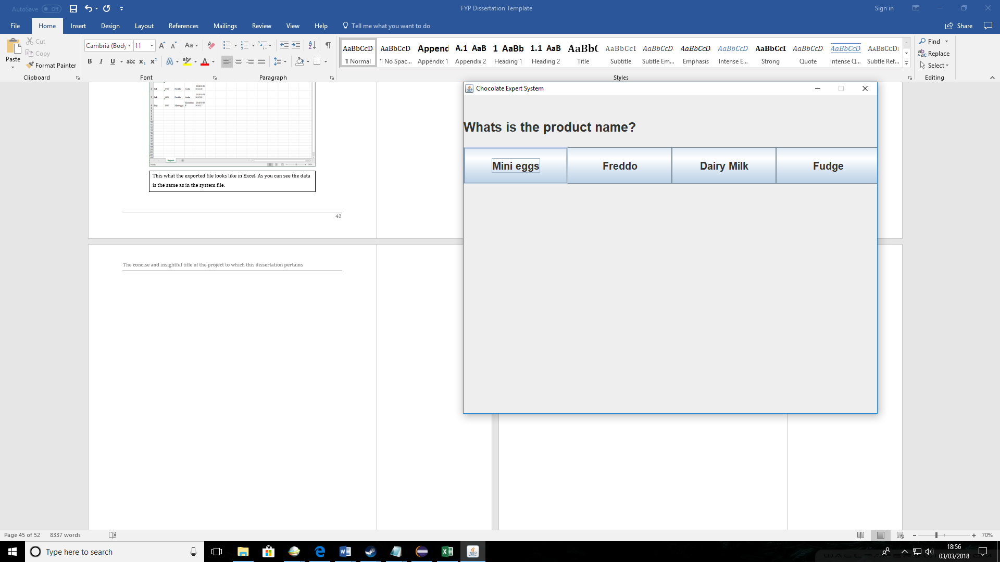 AutoSave Off
FYP Dissertation Template
Sign in
File Home Insert Design Layout References Mailings Review View Help Tell me what you want to do Share
Paste
Cut
Copy
Format Painter
Clipboard
Cambria (Body 11
Font
Paragraph
AaBbCcD AaBbCcD Append A.1 AaB 1 AaBb 1.1 AaB AaBb( AaBbCcI AaBbCcD AaBbCcD AaBbCcD AaBbCcI AaBbCcD AaBbCcD AaBbCcDI
¶ Normal ¶ No Spac... Appendix 1 Appendix 2 Heading 1 Heading 2 Title Subtitle Subtle Em... Emphasis Intense E... Strong Quote Intense Q... Subtle Ref...
Styles
Find
Replace
Select
Editing
This what the exported file looks like in Excel. As you can see the data
is the same as in the system file.
42
The concise and insightful title of the project to which this dissertation pertains
Chocolate Expert System
Whats is the product name?
Mini eggs Freddo Dairy Milk Fudge
Page 45 of 52 8337 words
70%
Type here to search
18:56
03/03/2018